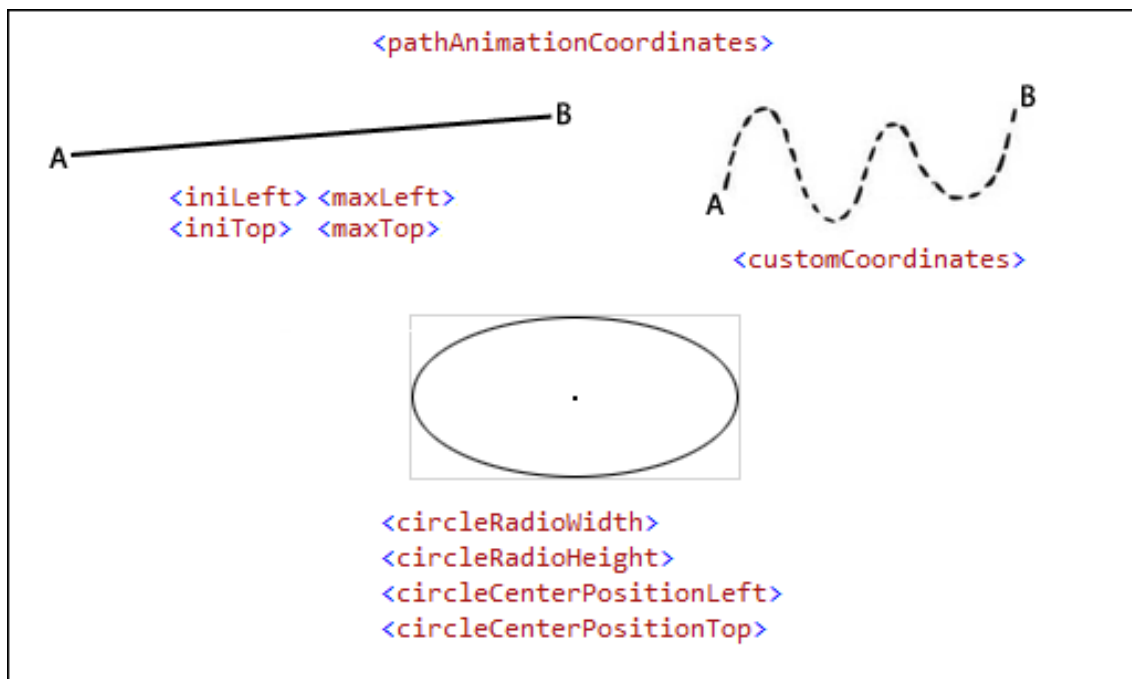 <pathAnimationCoordinates>
A
B
<iniLeft> <maxLeft>
<iniTop> <maxTop>
A
B
<customCoordinates>
<circleRadioWidth>
<circleRadioHeight>
<circleCenterPositionLeft>
<circleCenterPositionTop>